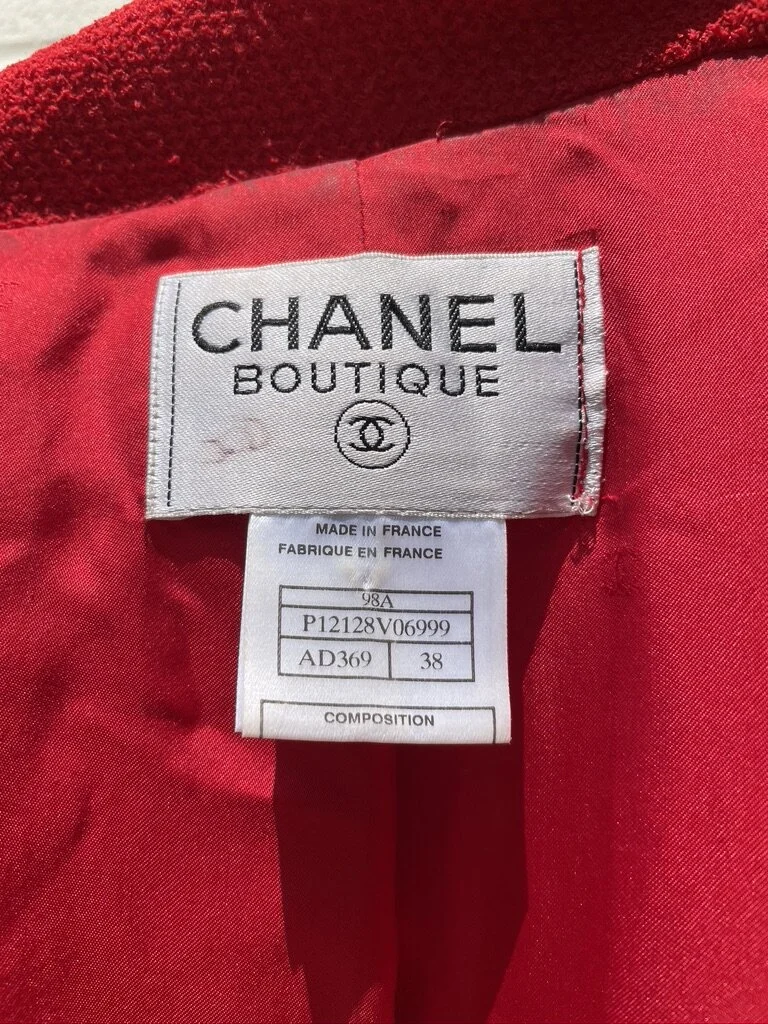 CHANEL
BOUTIQUE
MADE IN FRANCE
FABRIQUE EN FRANCE
98A
P12128V06999
AD369 38
COMPOSITION